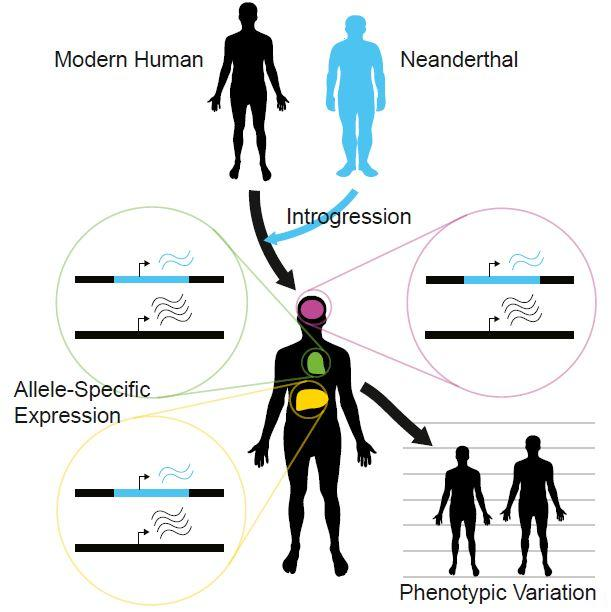 Modern Human
Neanderthal
Introgression
Allele-Specific
Expression
Phenotypic Variation